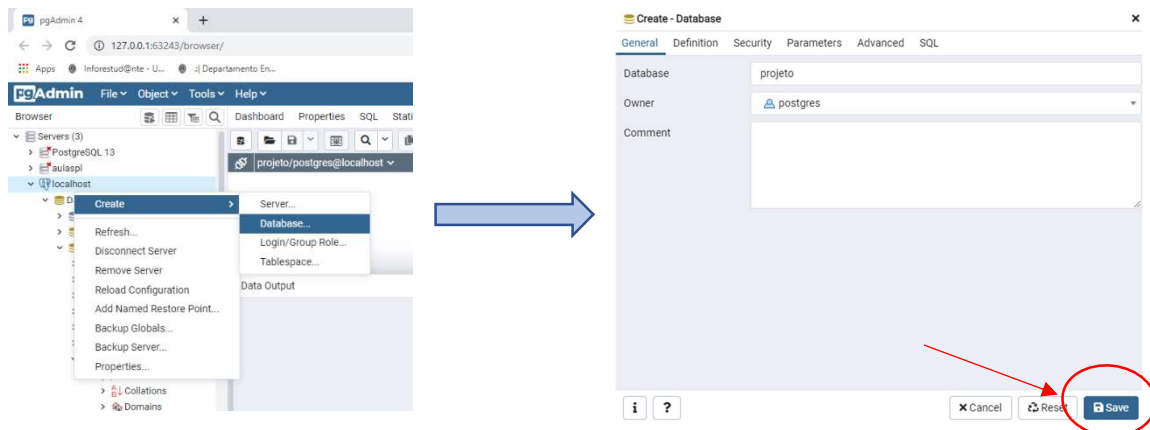 pgAdmin 4
127.0.0.1:63243/browser/
Apps Inforestud@nte - U... :| Departamento En...
pgAdmin File Object Tools Help
Browser Dashboard Properties SQL Stati
Servers (3)
PostgreSQL 13
aulaspl projeto/postgres@localhost
localhost
D
Create Server...
Database...
Refresh... Login/Group Role...
Disconnect Server Tablespace...
Remove Server
Reload Configuration Data Output
Add Named Restore Point...
Backup Globals...
Backup Server...
Properties...
Collations
Domains
Create - Database
General Definition Security Parameters Advanced SQL
Database projeto
Owner postgres
Comment
i ? Cancel Reset Save